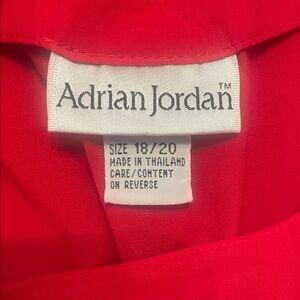 Adrian Jordan™
SIZE 18/20
MADE IN THAILAND
CARE/CONTENT
ON REVERSE